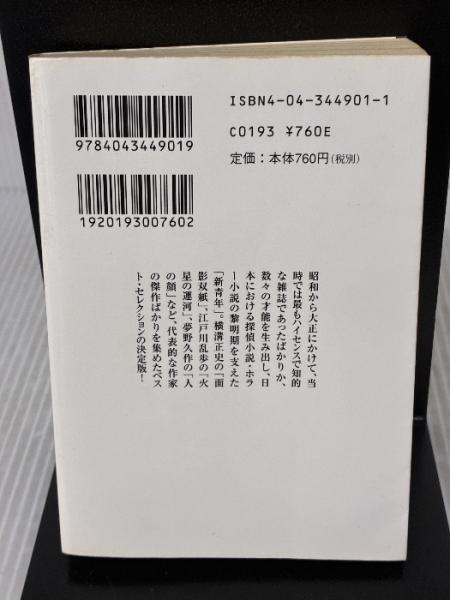 ISBN4-04-344901-1
C0193 ¥760E
定価：本体760円(税別)
9784043449019
1920193007602
昭和から大正にかけて、当
時では最もハイセンスで知的
な雑誌であったばかりか、
数々の才能を生み出し、日
本における探偵小説・ホラ
ー小説の黎明期を支えた
「新青年」。横溝正史の「面
影双紙」、江戸川乱歩の「火
星の運河」、夢野久作の「人
の顔」など、代表的な作家
の傑作ばかりを集めたベス
ト・セレクションの決定版！